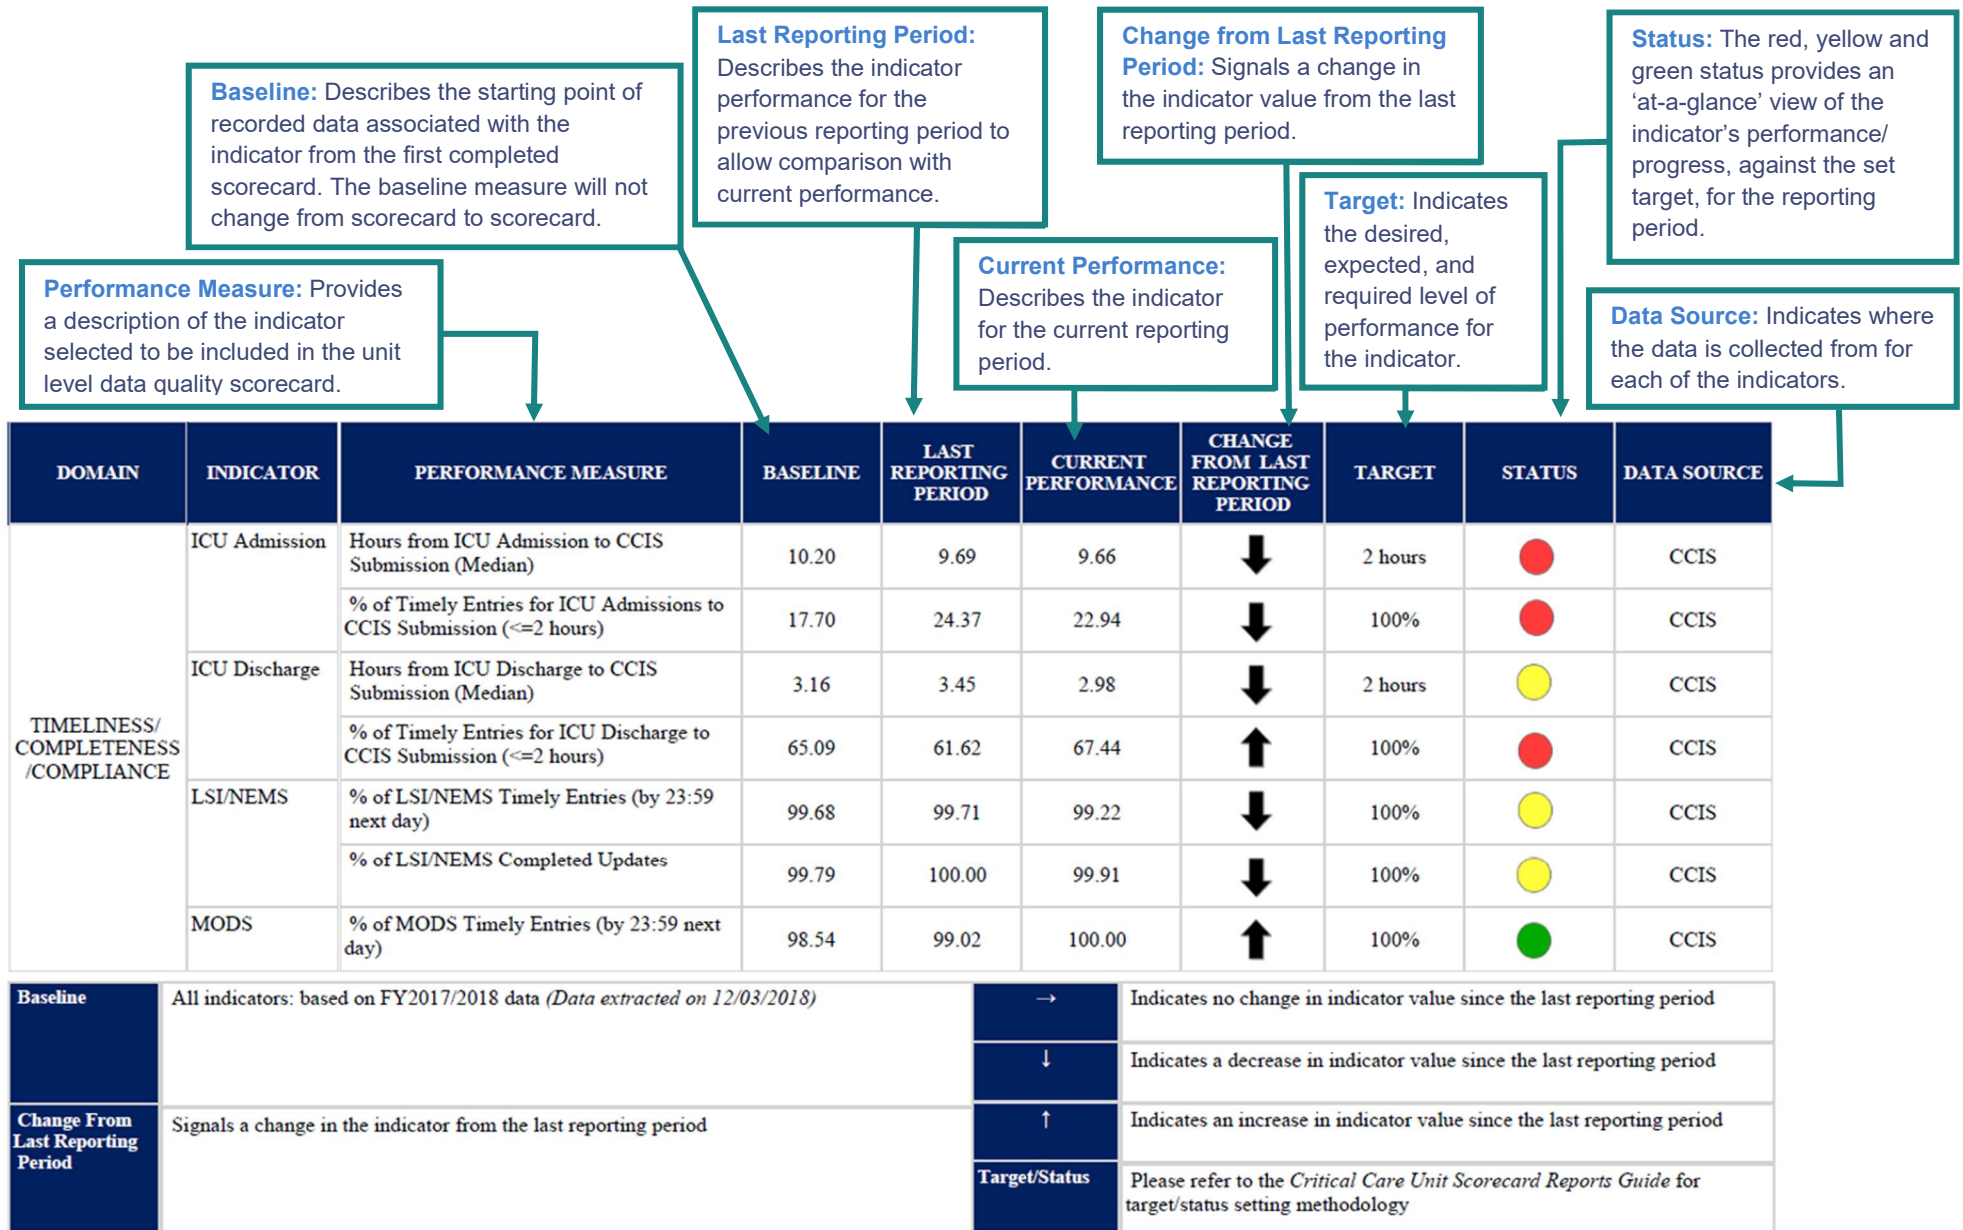 Baseline: Describes the starting point of
recorded data associated with the
indicator from the first completed
scorecard. The baseline measure will not
change from scorecard to scorecard.
Last Reporting Period:
Describes the indicator
performance for the
previous reporting period to
allow comparison with
current performance.
Change from Last Reporting
Period: Signals a change in
the indicator value from the last
reporting period.
Status: The red, yellow and
green status provides an
‘at-a-glance’ view of the
indicator’s performance/
progress, against the set
target, for the reporting
period.
Performance Measure: Provides
a description of the indicator
selected to be included in the unit
level data quality scorecard.
Current Performance:
Describes the indicator
for the current reporting
period.
Target: Indicates
the desired,
expected, and
required level of
performance for
the indicator.
Data Source: Indicates where
the data is collected from for
each of the indicators.
DOMAIN
INDICATOR
PERFORMANCE MEASURE
BASELINE
LAST
REPORTING
PERIOD
CURRENT
PERFORMANCE
CHANGE
FROM LAST
REPORTING
PERIOD
TARGET
STATUS
DATA SOURCE
TIMELINESS/
COMPLETENESS
/COMPLIANCE
ICU Admission
Hours from ICU Admission to CCIS
Submission (Median)
10.20
9.69
9.66
2 hours
CCIS
% of Timely Entries for ICU Admissions to
CCIS Submission (<=2 hours)
17.70
24.37
22.94
100%
CCIS
ICU Discharge
Hours from ICU Discharge to CCIS
Submission (Median)
3.16
3.45
2.98
2 hours
CCIS
% of Timely Entries for ICU Discharge to
CCIS Submission (<=2 hours)
65.09
61.62
67.44
100%
CCIS
LSI/NEMS
% of LSI/NEMS Timely Entries (by 23:59
next day)
99.68
99.71
99.22
100%
CCIS
% of LSI/NEMS Completed Updates
99.79
100.00
99.91
100%
CCIS
MODS
% of MODS Timely Entries (by 23:59 next
day)
98.54
99.02
100.00
100%
CCIS
Baseline
All indicators: based on FY2017/2018 data (Data extracted on 12/03/2018)
→
Indicates no change in indicator value since the last reporting period
↓
Indicates a decrease in indicator value since the last reporting period
Change From
Last Reporting
Period
Signals a change in the indicator from the last reporting period
↑
Indicates an increase in indicator value since the last reporting period
Target/Status
Please refer to the Critical Care Unit Scorecard Reports Guide for
target/status setting methodology